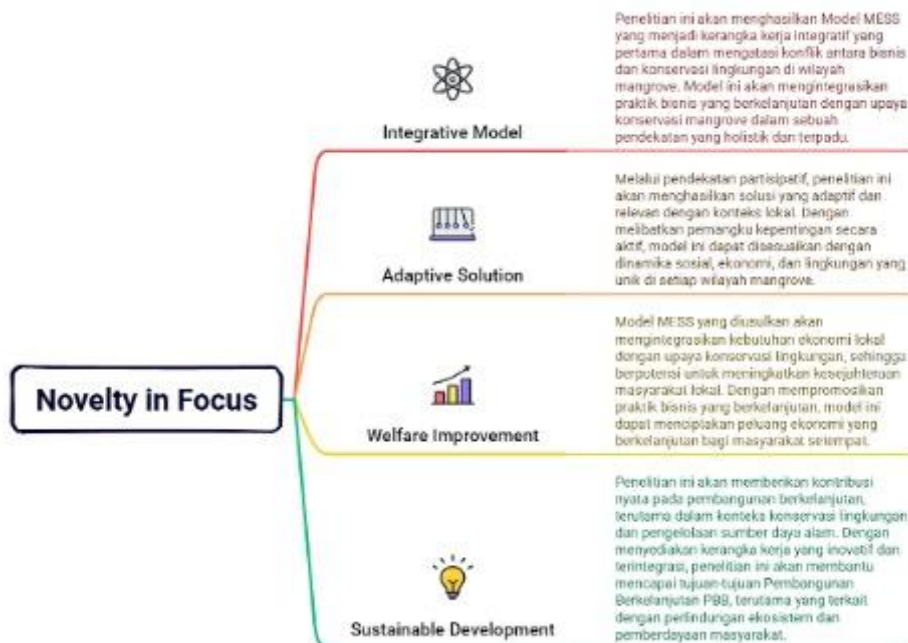 Penelitian ini akan menghasilkan Model MESS
yang menjadi kerangka kerja integratif yang
pertama dalam mengatasi konflik antara bisnis
dan konservasi lingkungan di wilayah
mangrove. Model ini akan mengintegrasikan
praktik bisnis yang berkelanjutan dengan upaya
konservasi mangrove dalam sebuah
pendekatan yang holistik dan terpadu.
Integrative Model
Melalui pendekatan partisipatif, penelitian ini
akan menghasilkan solusi yang adaptif dan
relevan dengan konteks lokal. Dengan
melibatkan pemangku kepentingan secara
aktif, model ini dapat disesuaikan dengan
dinamika sosial, ekonomi, dan lingkungan yang
unik di setiap wilayah mangrove.
Adaptive Solution
Novelty in Focus
Model MESS yang diusulkan akan
mengintegrasikan kebutuhan ekonomi lokal
dengan upaya konservasi lingkungan, sehingga
berpotensi untuk meningkatkan kesejahteraan
masyarakat lokal. Dengan mempromosikan
praktik bisnis yang berkelanjutan, model ini
dapat menciptakan peluang ekonomi yang
berkelanjutan bagi masyarakat setempat.
Welfare Improvement
Penelitian ini akan memberikan kontribusi
nyata pada pembangunan berkelanjutan,
terutama dalam konteks konservasi lingkungan
dan pengelolaan sumber daya alam. Dengan
menyediakan kerangka kerja yang inovatif dan
terintegrasi, penelitian ini akan membantu
mencapai tujuan-tujuan Pembangunan
Berkelanjutan PBB, terutama yang terkait
dengan perlindungan ekosistem dan
pemberdayaan masyarakat.
Sustainable Development